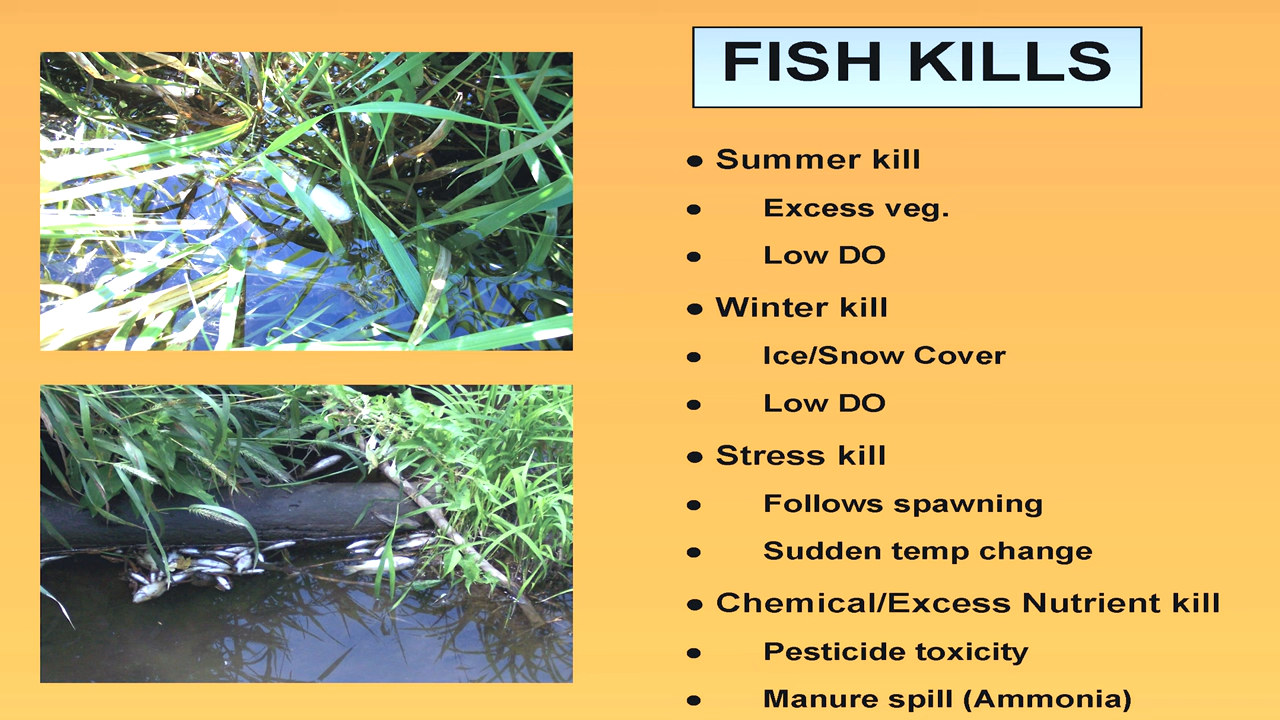 FISH KILLS
● Summer kill
● Excess veg.
● Low DO
● Winter kill
● Ice/Snow Cover
● Low DO
● Stress kill
● Follows spawning
● Sudden temp change
● Chemical/Excess Nutrient kill
● Pesticide toxicity
● Manure spill (Ammonia)